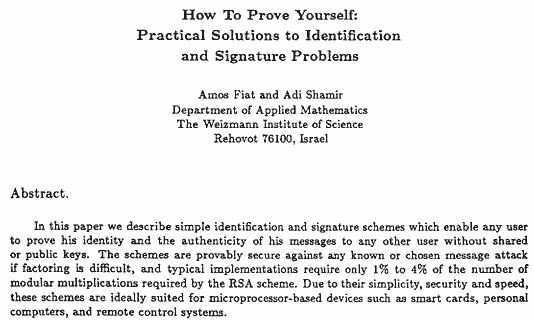 How To Prove Yourself:
Practical Solutions to Identification
and Signature Problems
Amos Fiat and Adi Shamir
Department of Applied Mathematics
The Weizmann Institute of Science
Rehovot 76100, Israel
Abstract.
In this paper we describe simple identification and signature schemes which enable any user
to prove his identity and the authenticity of his messages to any other user without shared
or public keys. The schemes are provably secure against any known or chosen message attack
if factoring is difficult, and typical implementations require only 1% to 4% of the number of
modular multiplications required by the RSA scheme. Due to their simplicity, security and speed,
these schemes are ideally suited for microprocessor-based devices such as smart cards, personal
computers, and remote control systems.